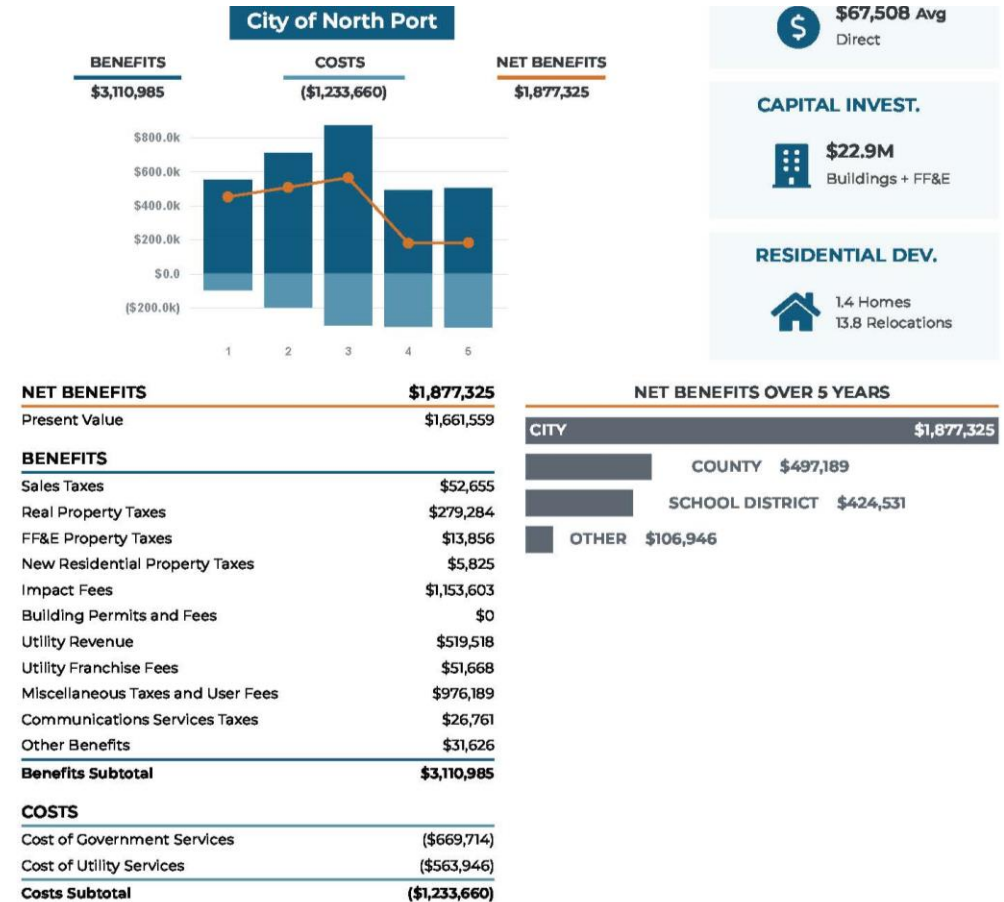 City of North Port
BENEFITS
$3,110,985
COSTS
($1,233,660)
NET BENEFITS
$1,877,325
$800.0k
$600.0k
$400.0k
$200.0k
$0.0
($200.0k)
1 2 3 4 5
$67,508 Avg
Direct
CAPITAL INVEST.
$22.9M
Buildings + FF&E
RESIDENTIAL DEV.
1.4 Homes
13.8 Relocations
NET BENEFITS $1,877,325
Present Value $1,661,559
BENEFITS
Sales Taxes $52,655
Real Property Taxes $279,284
FF&E Property Taxes $13,856
New Residential Property Taxes $5,825
Impact Fees $1,153,603
Building Permits and Fees $0
Utility Revenue $519,518
Utility Franchise Fees $51,668
Miscellaneous Taxes and User Fees $976,189
Communications Services Taxes $26,761
Other Benefits $31,626
Benefits Subtotal $3,110,985
COSTS
Cost of Government Services ($669,714)
Cost of Utility Services ($563,946)
Costs Subtotal ($1,233,660)
NET BENEFITS OVER 5 YEARS
CITY $1,877,325
COUNTY $497,189
SCHOOL DISTRICT $424,531
OTHER $106,946